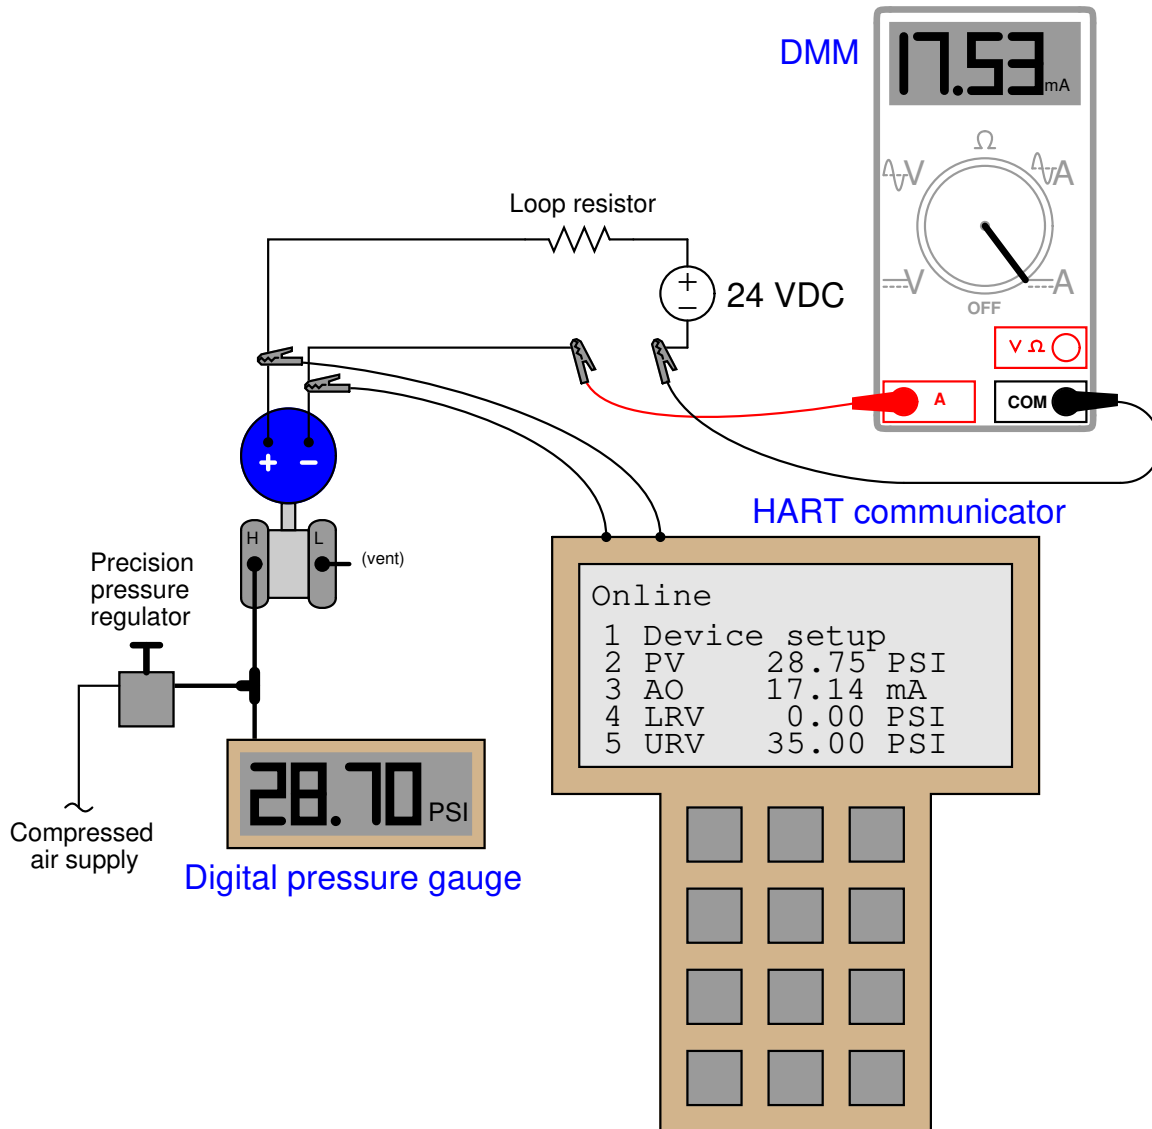 DMM
17.53 mA
Ω
V
A
V
A
OFF
V Ω
A
COM
Loop resistor
+
−
24 VDC
+ −
H
L
(vent)
HART communicator
Precision
pressure
regulator
Online
1 Device setup
2 PV 28.75 PSI
3 AO 17.14 mA
4 LRV 0.00 PSI
5 URV 35.00 PSI
28.70 PSI
Compressed
air supply
Digital pressure gauge